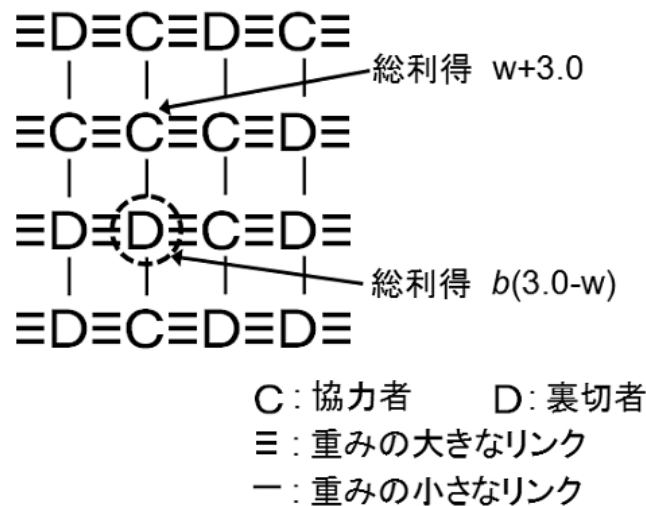 ≡D≡C≡D≡C≡
総利得 w+3.0
≡C≡C≡C≡D≡
≡D≡D≡C≡D≡
総利得 b(3.0-w)
≡D≡C≡D≡D≡
C : 協力者 D : 裏切者
≡ : 重みの大きなリンク
− : 重みの小さなリンク